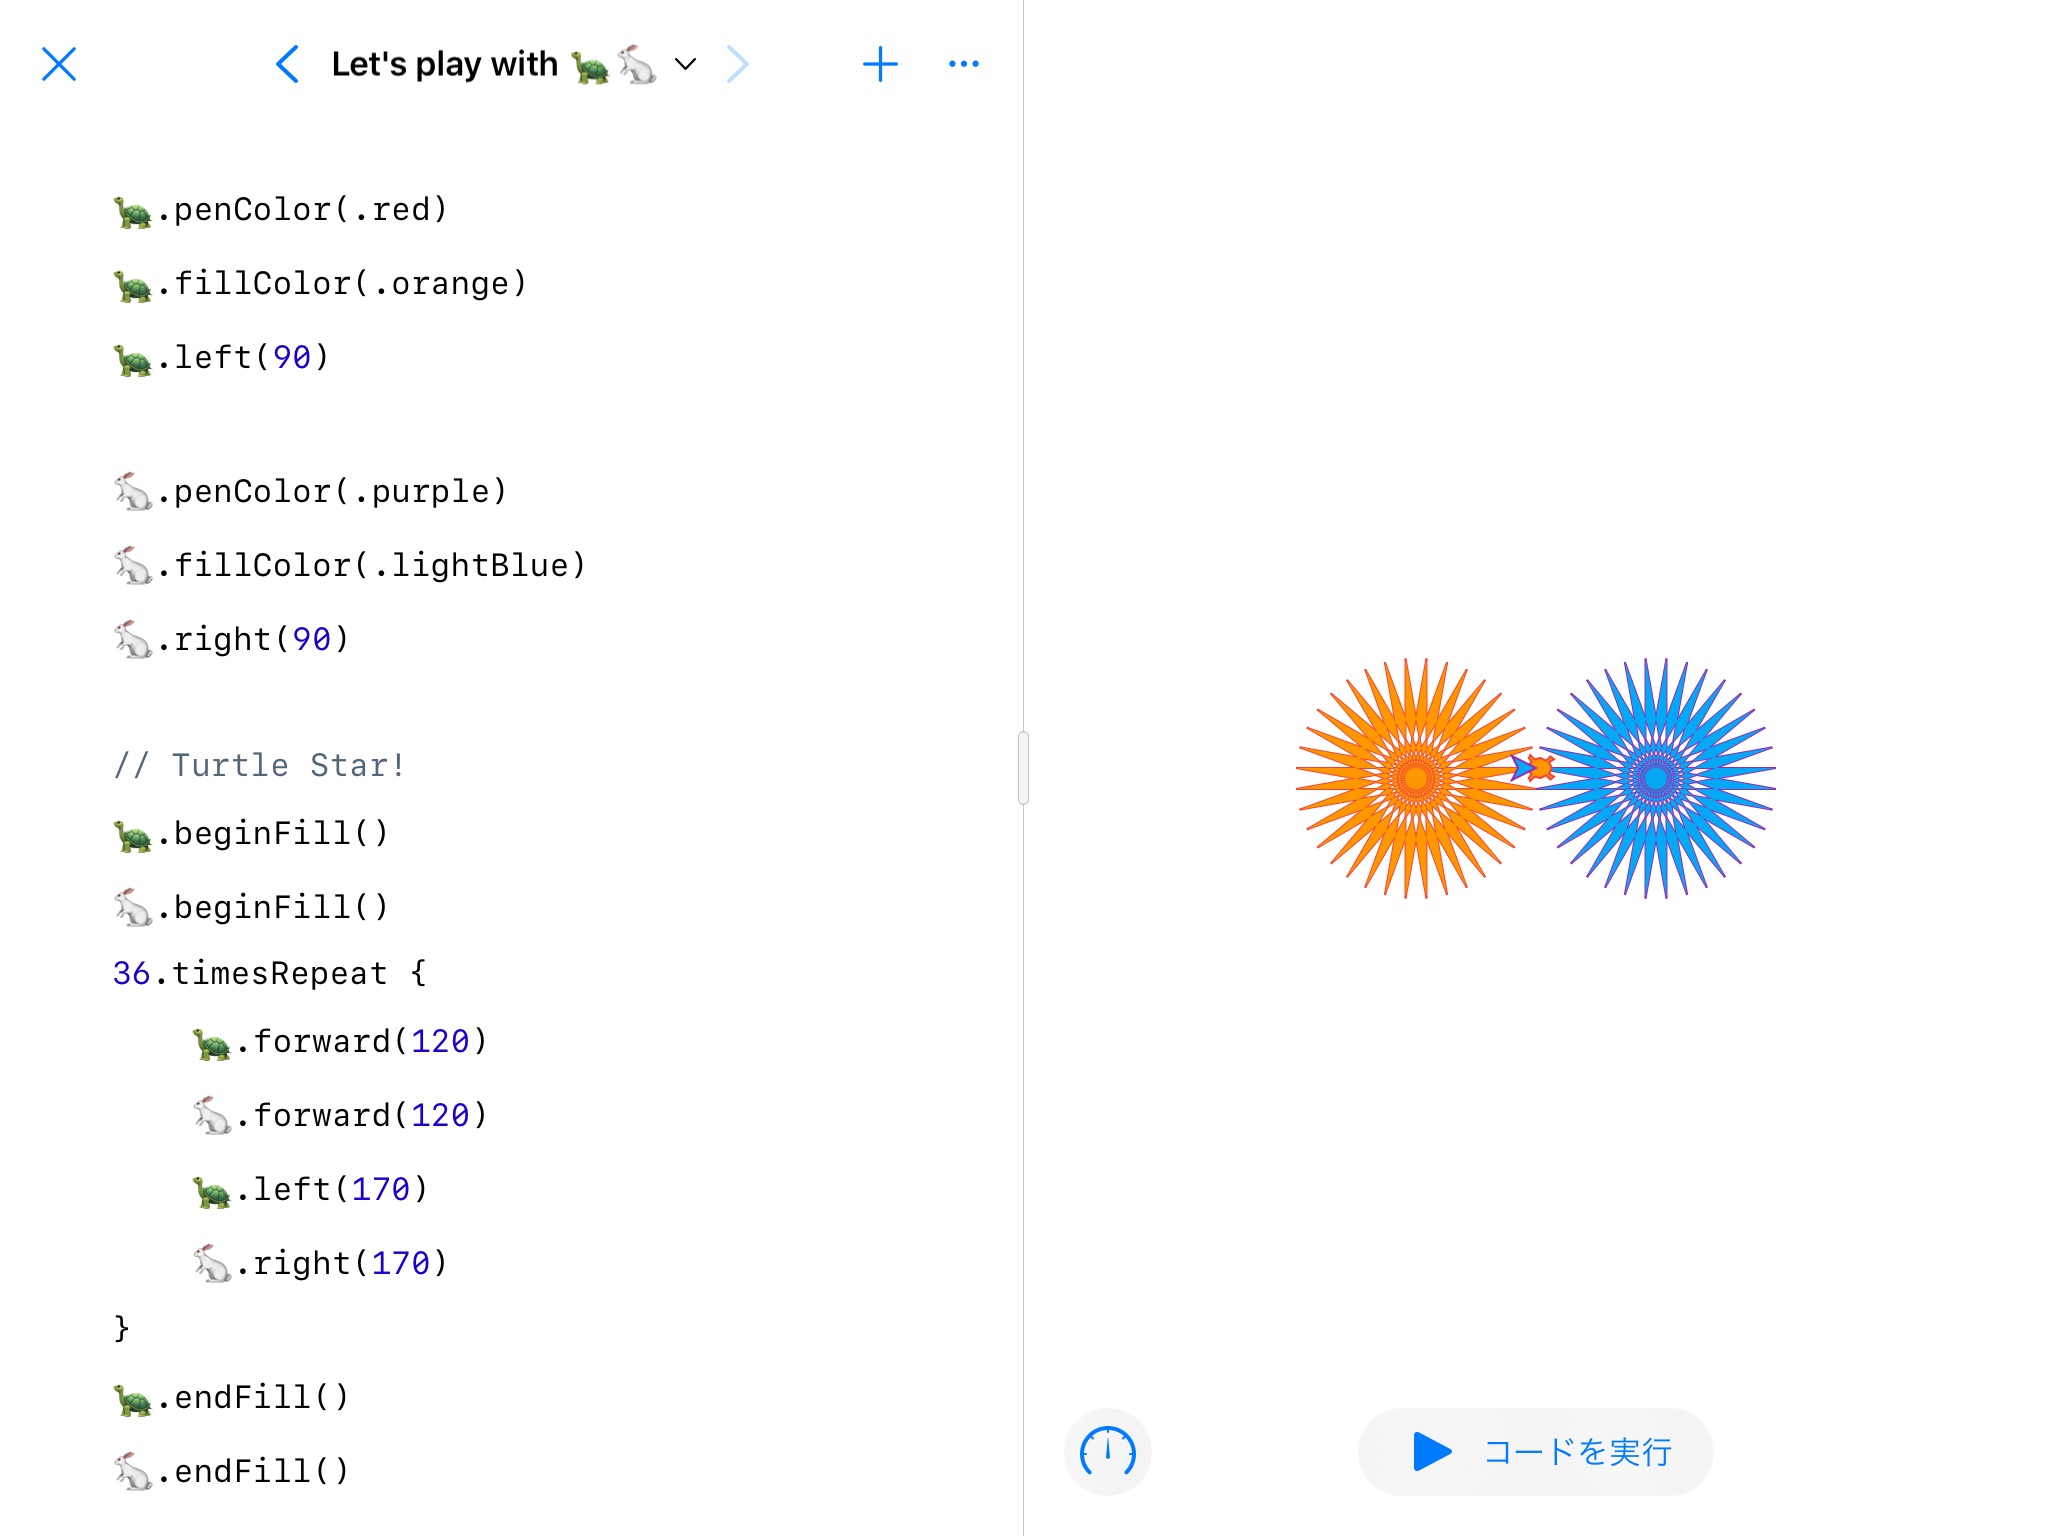 Let's play with 🐢🐇
🐢.penColor(.red)
🐢.fillColor(.orange)
🐢.left(90)
🐇.penColor(.purple)
🐇.fillColor(.lightBlue)
🐇.right(90)
// Turtle Star!
🐢.beginFill()
🐇.beginFill()
36.timesRepeat {
🐢.forward(120)
🐇.forward(120)
🐢.left(170)
🐇.right(170)
}
🐢.endFill()
🐇.endFill()
コードを実行